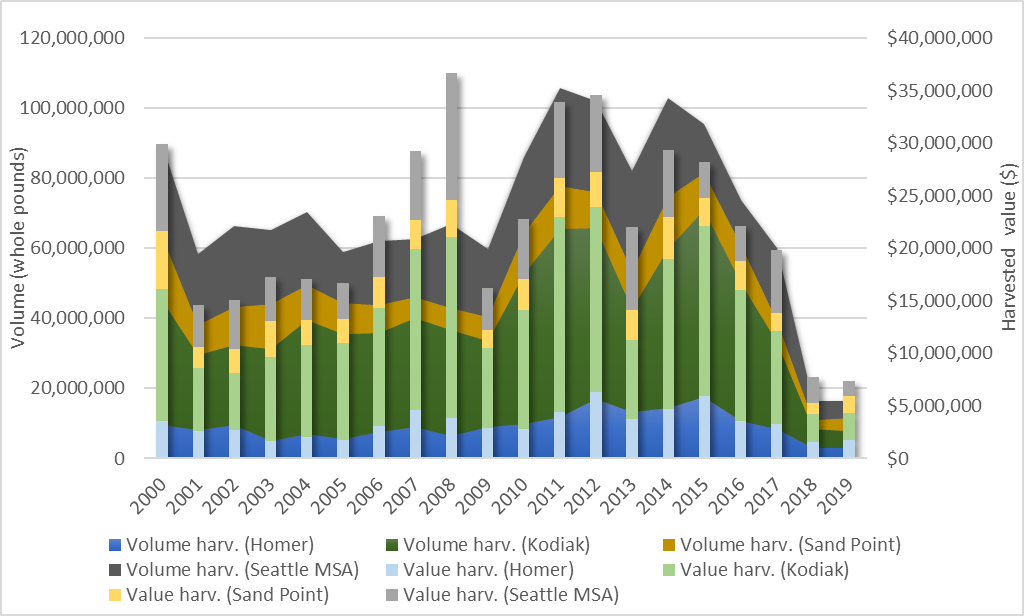 120,000,000
100,000,000
80,000,000
60,000,000
40,000,000
20,000,000
0
Volume (whole pounds)
$40,000,000
$35,000,000
$30,000,000
$25,000,000
$20,000,000
$15,000,000
$10,000,000
$5,000,000
$0
Harvested value ($)
2000 2001 2002 2003 2004 2005 2006 2007 2008 2009 2010 2011 2012 2013 2014 2015 2016 2017 2018 2019
Volume harv. (Homer) Volume harv. (Kodiak) Volume harv. (Sand Point)
Volume harv. (Seattle MSA) Value harv. (Homer) Value harv. (Kodiak)
Value harv. (Sand Point) Value harv. (Seattle MSA)